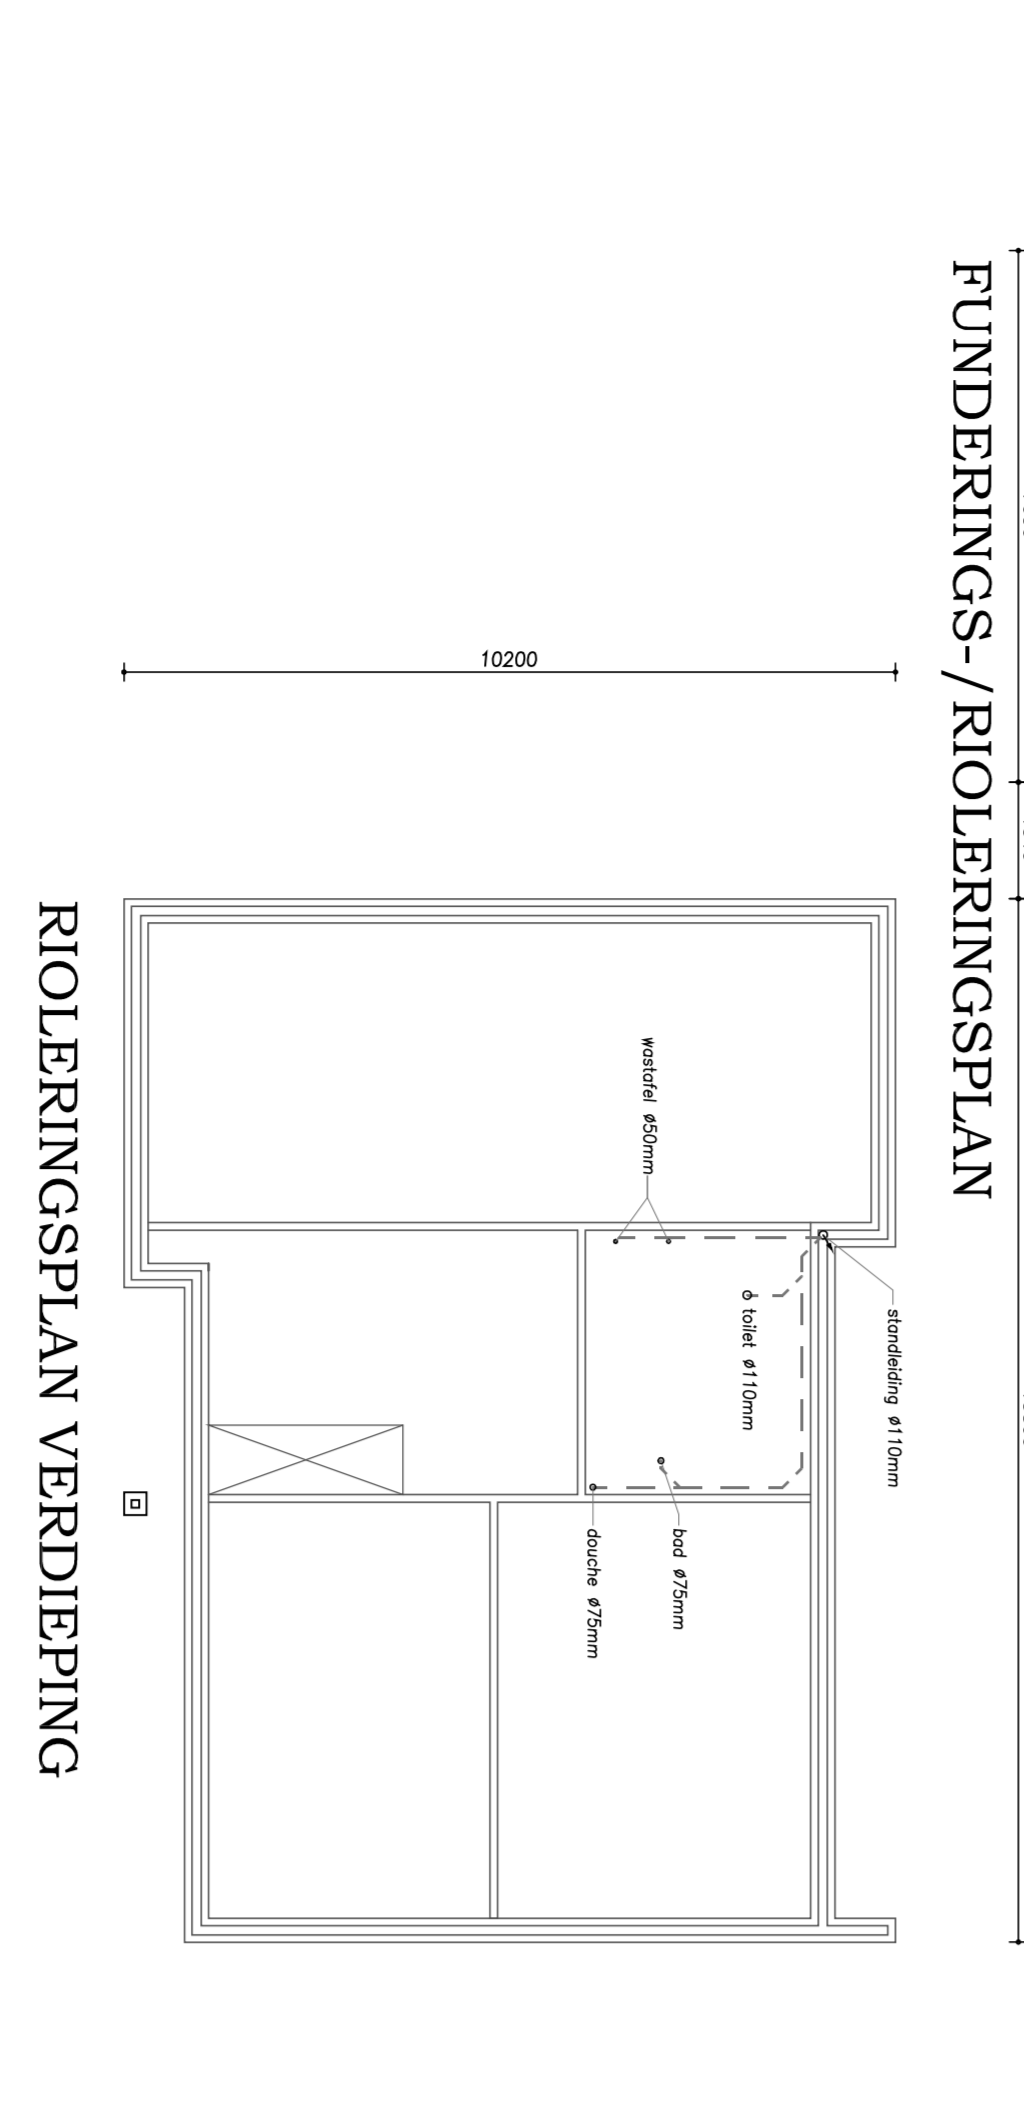 FUNDERINGS-/RIOLERINGSPLAN
10200
wastafel ø50mm
toilet ø110mm
standleiding ø110mm
bad ø75mm
douche ø75mm
RIOLERINGSPLAN VERDIEPING